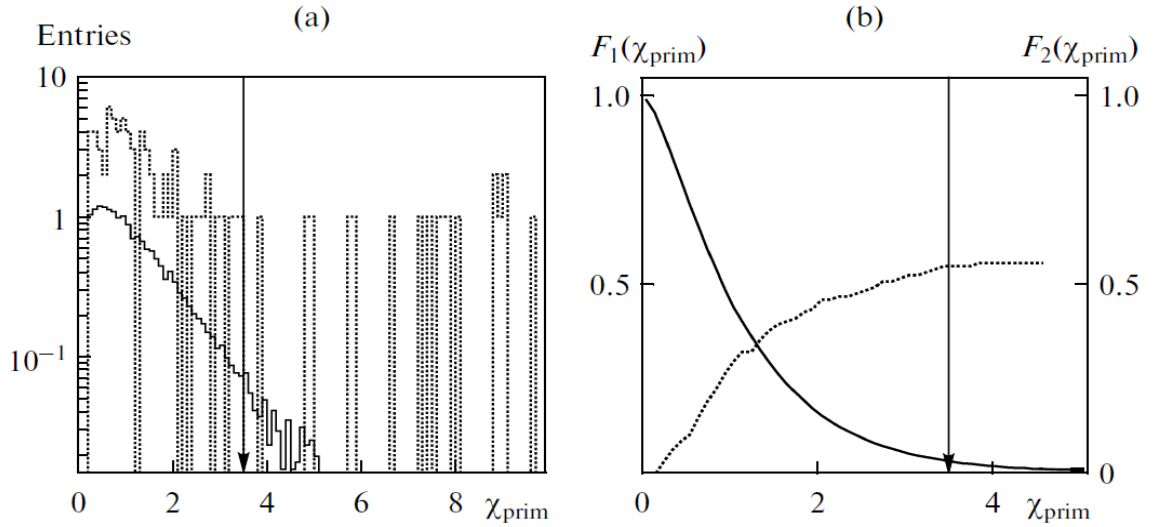 (a)
Entries
10
1
10⁻¹
0 2 4 6 8 χprim
(b)
F1(χprim) F2(χprim)
1.0 1.0
0.5 0.5
0
0 2 4 χprim